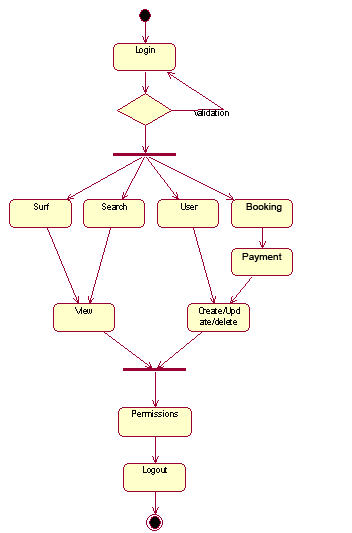 Login
Validation
Surf
Search
User
Booking
Payment
View
Create/Upd
ate/delete
Permissions
Logout